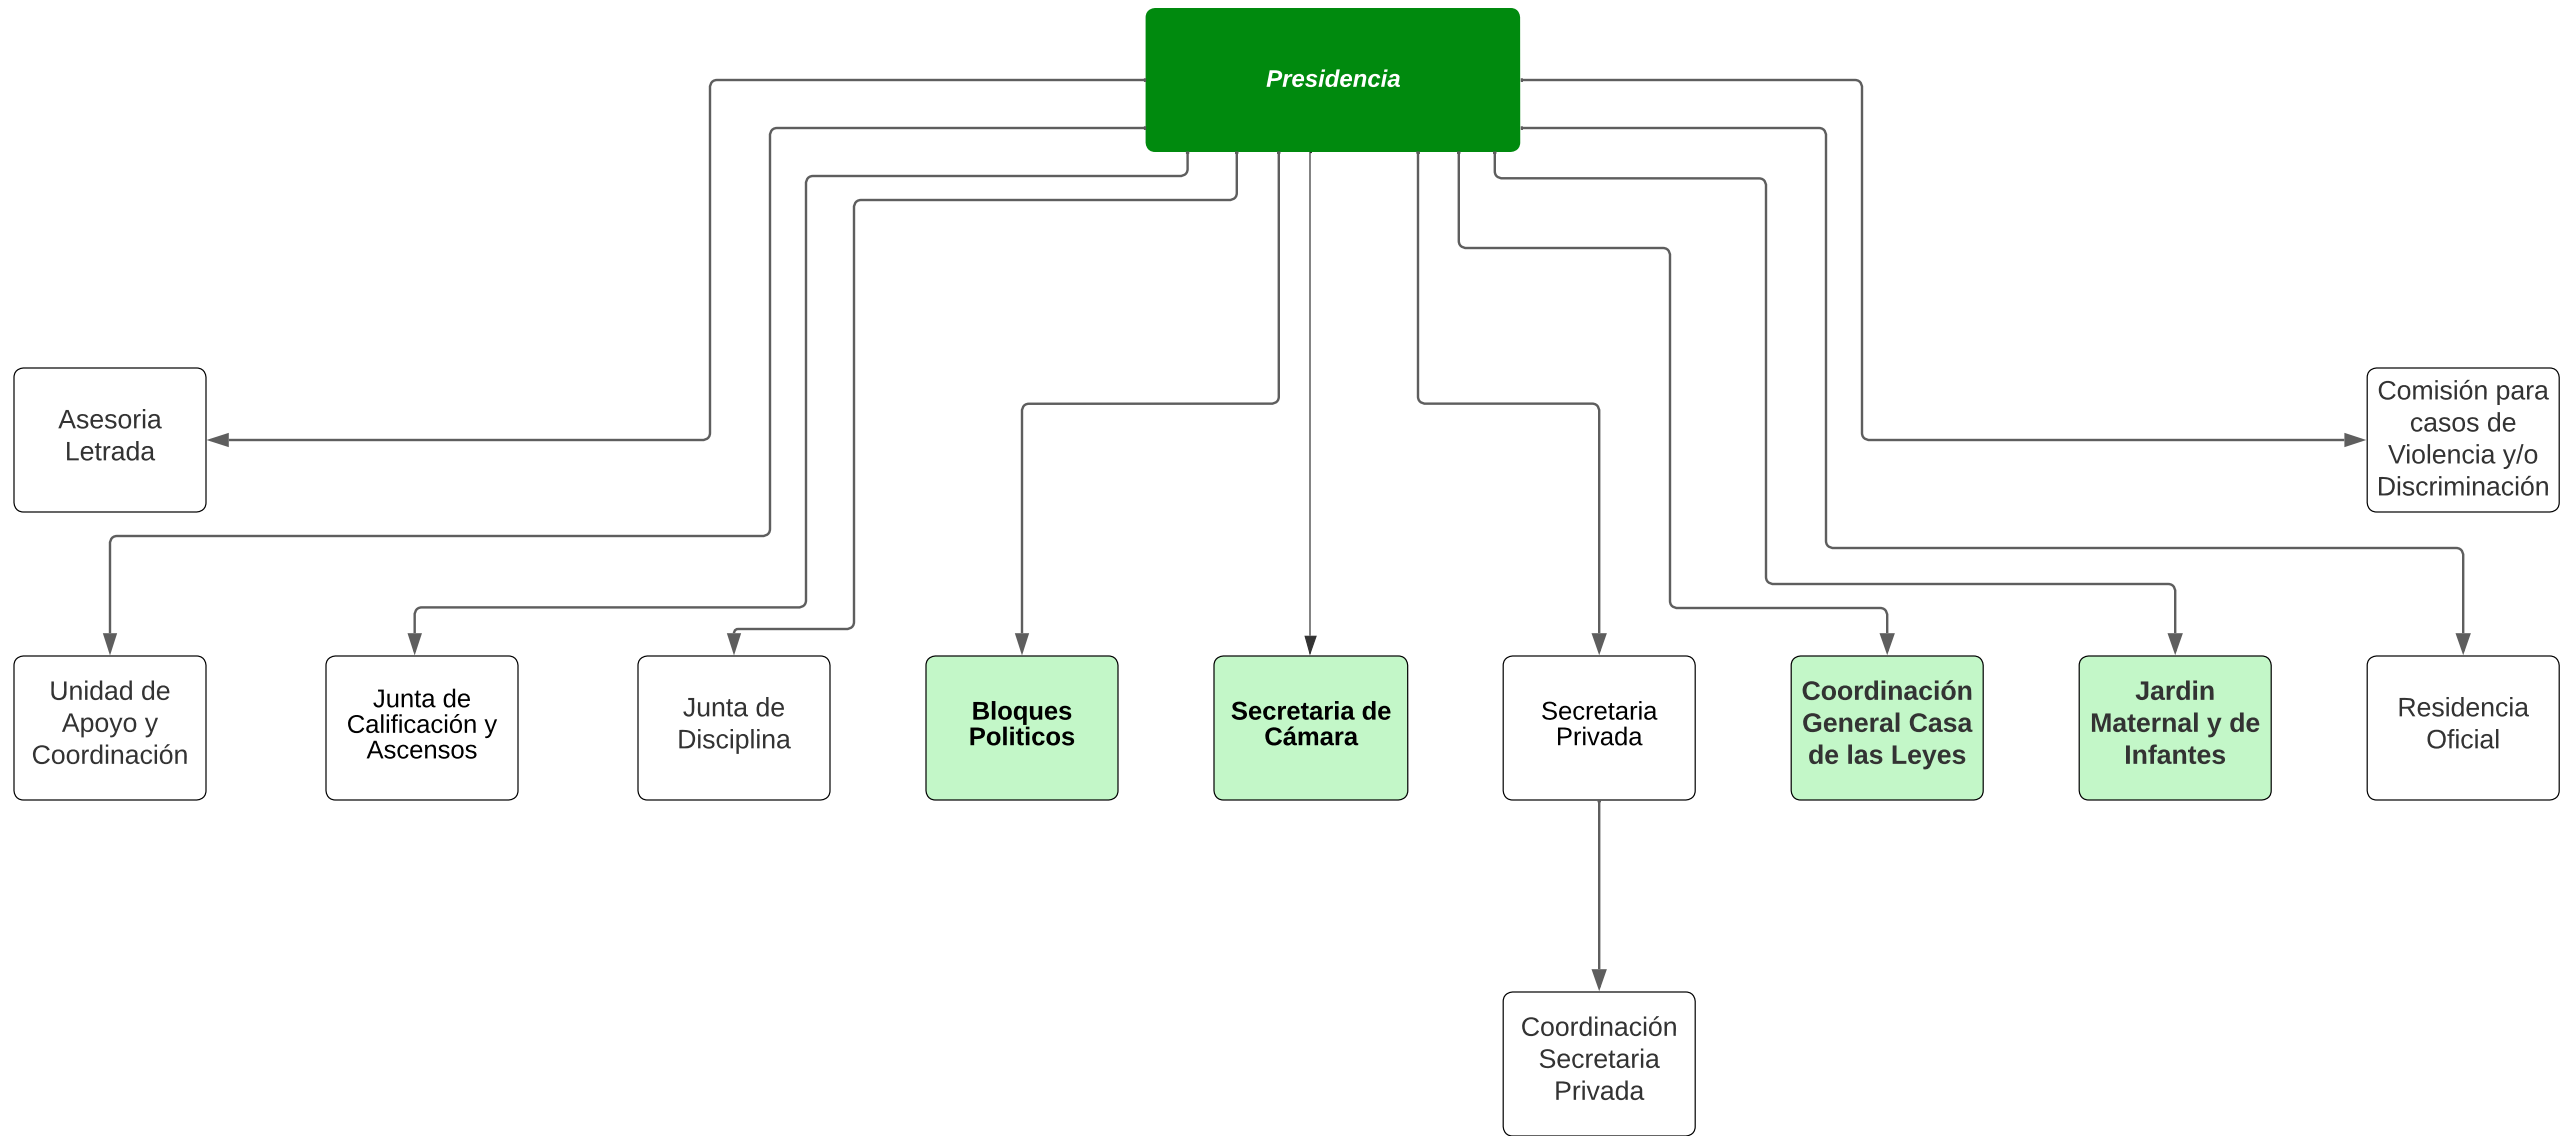 Presidencia
Asesoria
Letrada
Comisión para
casos de
Violencia y/o
Discriminación
Unidad de
Apoyo y
Coordinación
Junta de
Calificación y
Ascensos
Junta de
Disciplina
Bloques
Politicos
Secretaria de
Cámara
Secretaria
Privada
Coordinación
General Casa
de las Leyes
Jardin
Maternal y de
Infantes
Residencia
Oficial
Coordinación
Secretaria
Privada